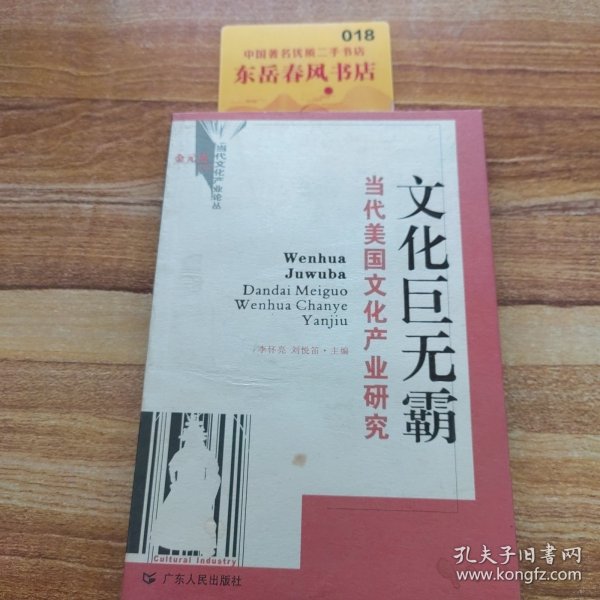 018
中国著名优质二手书店
东岳春风书店
当代文化产业论丛
文化巨无霸
当代美国文化产业研究
Wenhua
Juwuba
Dandai Meiguo
Wenhua Chanye
Yanjiu
李怀亮 刘悦笛·主编
Cultural Industry
广东人民出版社
孔夫子旧书网
www.kongfz.com